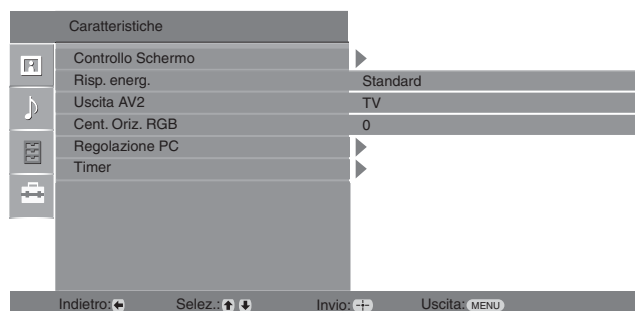 Caratteristiche
Controllo Schermo
Risp. energ. Standard
Uscita AV2 TV
Cent. Oriz. RGB 0
Regolazione PC
Timer
Indietro: Selez.: Invio: Uscita: MENU